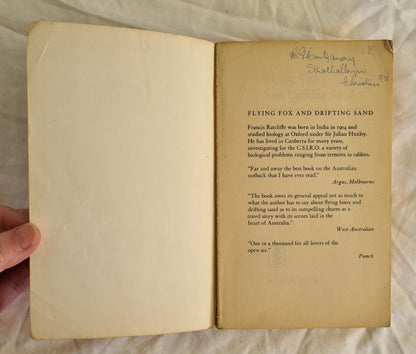 Strathalbyn
FLYING FOX AND DRIFTING SAND
Francis Ratcliffe was born in India in 1904 and
studied biology at Oxford under Sir Julian Huxley.
He has lived in Canberra for many years,
investigating for the C.S.I.R.O. a variety of
biological problems ranging from termites to rabbits.
"Far and away the best book on the Australian
outback that I have ever read."
Argus, Melbourne
"The book owes its general appeal not so much to
what the author has to say about flying foxes and
drifting sand as to its compelling charm as a
travel story with its scenes laid in the
heart of Australia."
West Australian
"One in a thousand for all lovers of the
open air."
Punch